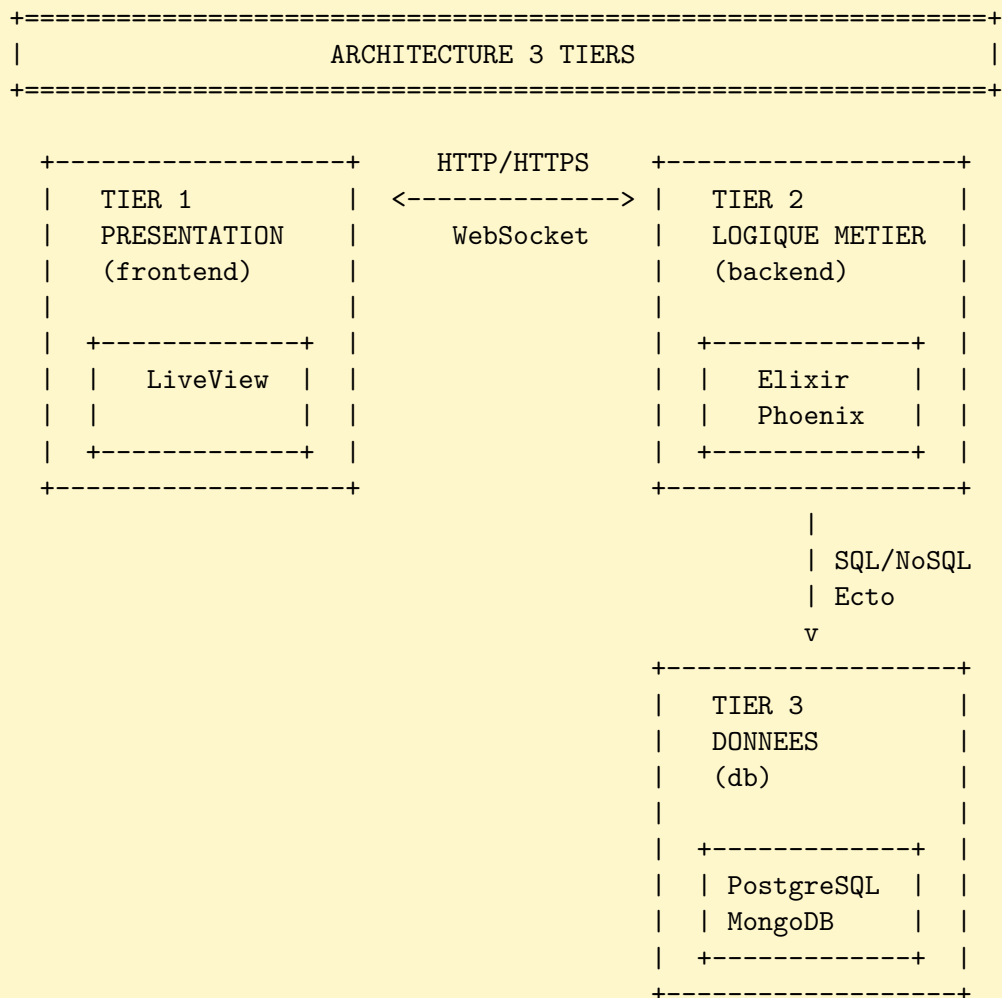 ARCHITECTURE 3 TIERS
HTTP/HTTPS
TIER 1 <--------------> TIER 2
PRESENTATION WebSocket LOGIQUE METIER
(frontend) (backend)
LiveView Elixir
Phoenix
SQL/NoSQL
Ecto
v
TIER 3
DONNEES
(db)
PostgreSQL
MongoDB